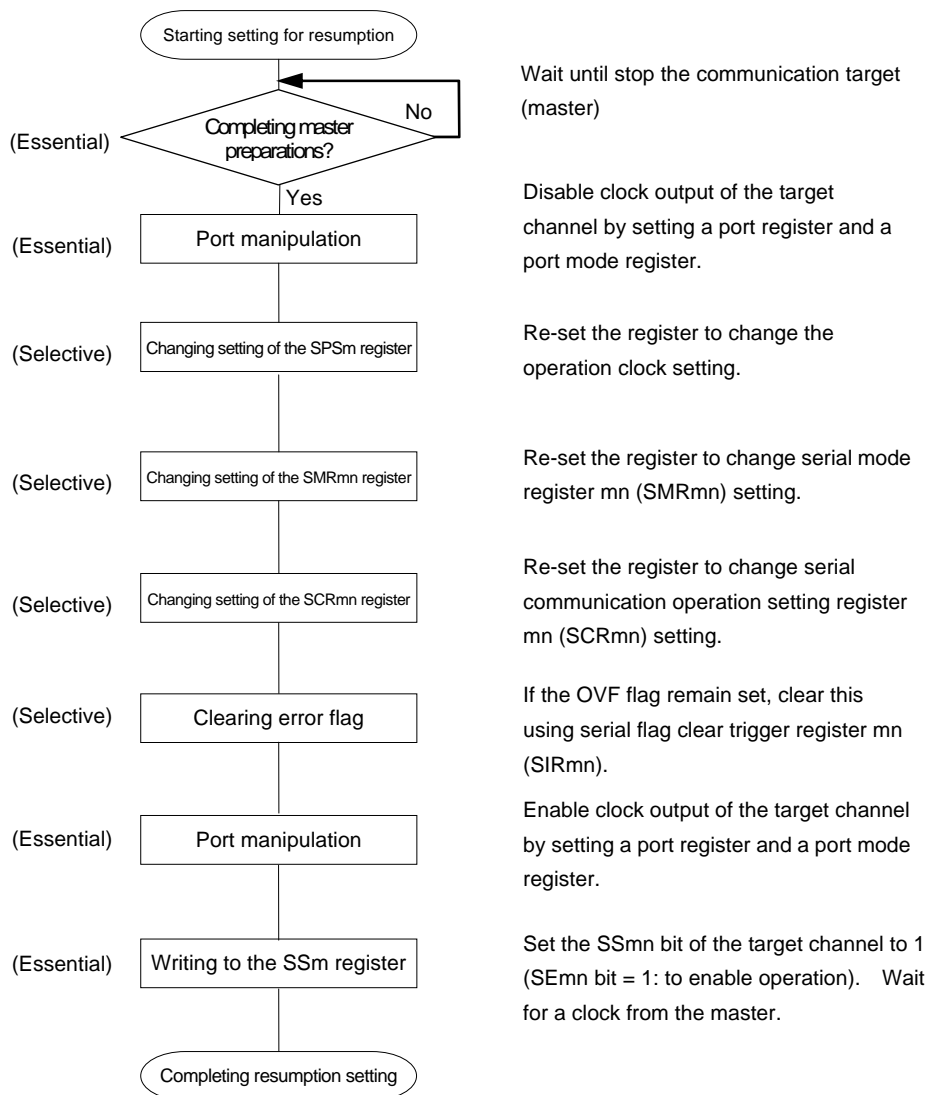 Starting setting for resumption
Wait until stop the communication target
(master)
No
(Essential)
Completing master
preparations?
Yes
Disable clock output of the target
channel by setting a port register and a
port mode register.
(Essential)
Port manipulation
(Selective)
Changing setting of the SPSm register
Re-set the register to change the
operation clock setting.
(Selective)
Changing setting of the SMRmn register
Re-set the register to change serial mode
register mn (SMRmn) setting.
(Selective)
Changing setting of the SCRmn register
Re-set the register to change serial
communication operation setting register
mn (SCRmn) setting.
(Selective)
Clearing error flag
If the OVF flag remain set, clear this
using serial flag clear trigger register mn
(SIRmn).
(Essential)
Port manipulation
Enable clock output of the target channel
by setting a port register and a port mode
register.
(Essential)
Writing to the SSm register
Set the SSmn bit of the target channel to 1
(SEmn bit = 1: to enable operation). Wait
for a clock from the master.
Completing resumption setting